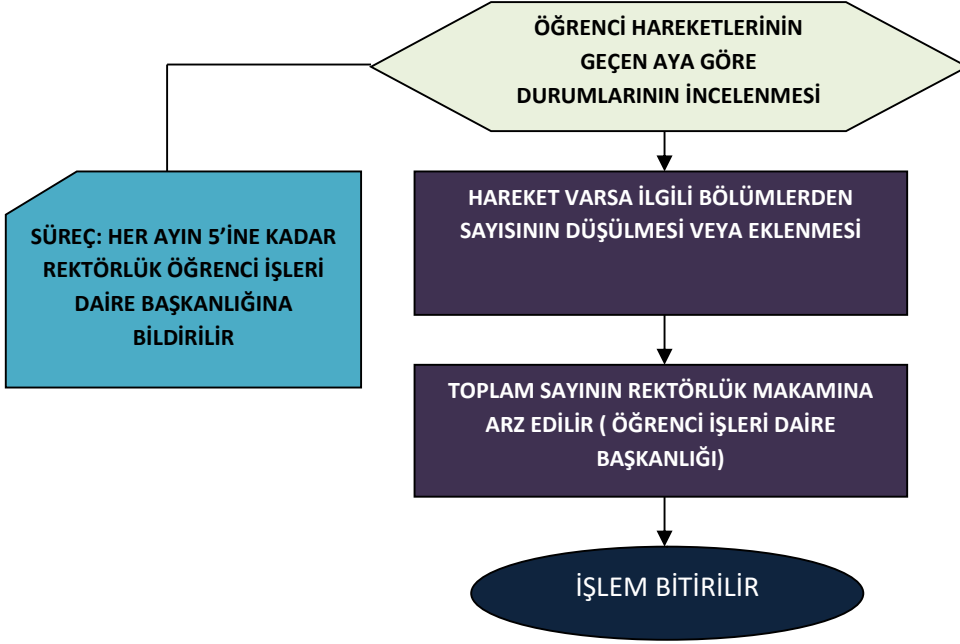 ÖĞRENCİ HAREKETLERİNİN
GEÇEN AYA GÖRE
DURUMLARININ İNCELENMESİ
HAREKET VARSA İLGİLİ BÖLÜMLERDEN
SAYISININ DÜŞÜLMESİ VEYA EKLENMESİ
SÜREÇ: HER AYIN 5’İNE KADAR
REKTÖRLÜK ÖĞRENCİ İŞLERİ
DAİRE BAŞKANLIĞINA
BİLDİRİLİR
TOPLAM SAYININ REKTÖRLÜK MAKAMINA
ARZ EDİLİR ( ÖĞRENCİ İŞLERİ DAİRE
BAŞKANLIĞI)
İŞLEM BİTİRİLİR